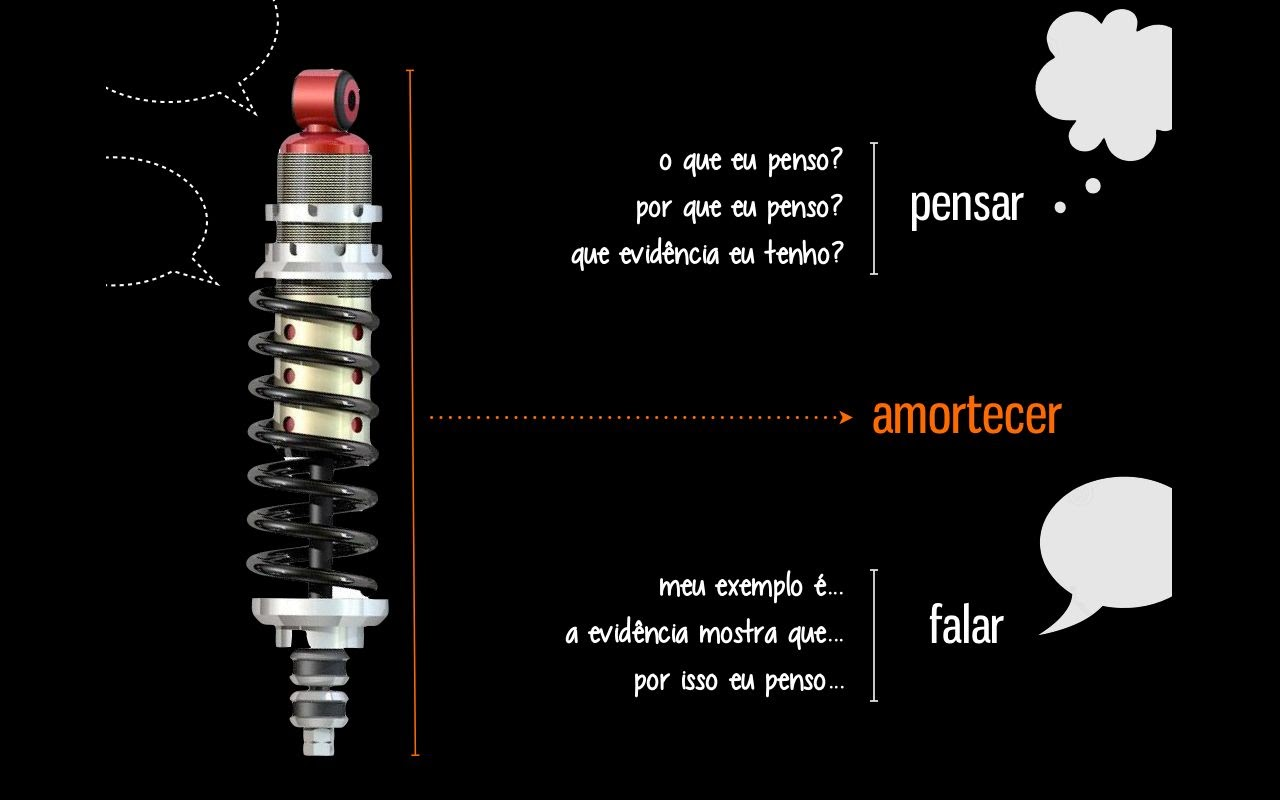 o que eu penso?
por que eu penso?
que evidência eu tenho?
pensar
amortecer
meu exemplo é...
a evidência mostra que...
por isso eu penso...
falar